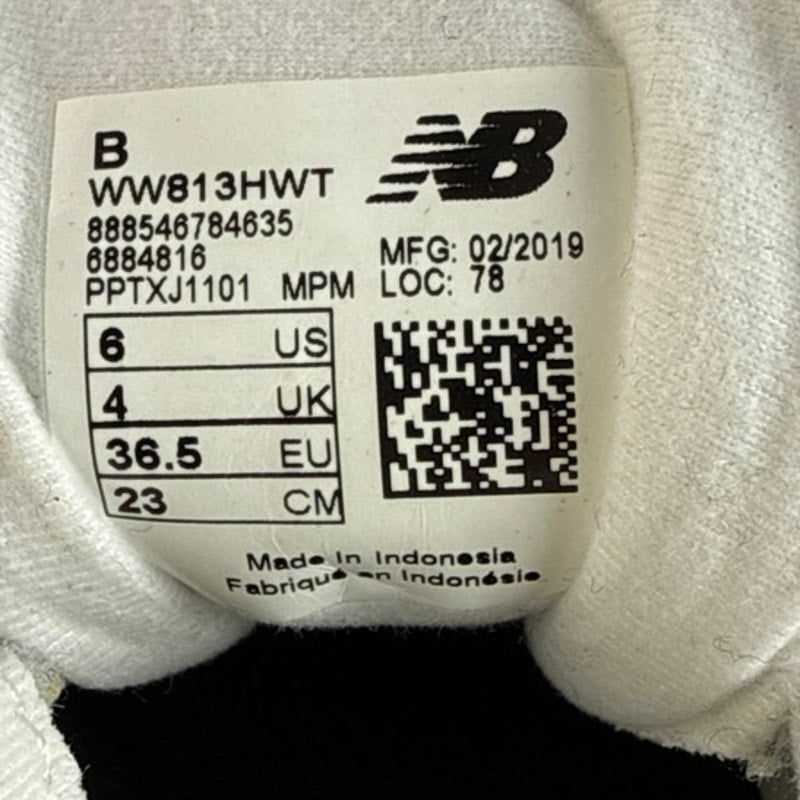 B
WW813HWT
888546784635
6884816
PPTXJ1101 MPM
NB
MFG: 02/2019
LOC: 78
6 US
4 UK
36.5 EU
23 CM
Made In Indonesia
Fabriqué en Indonésie